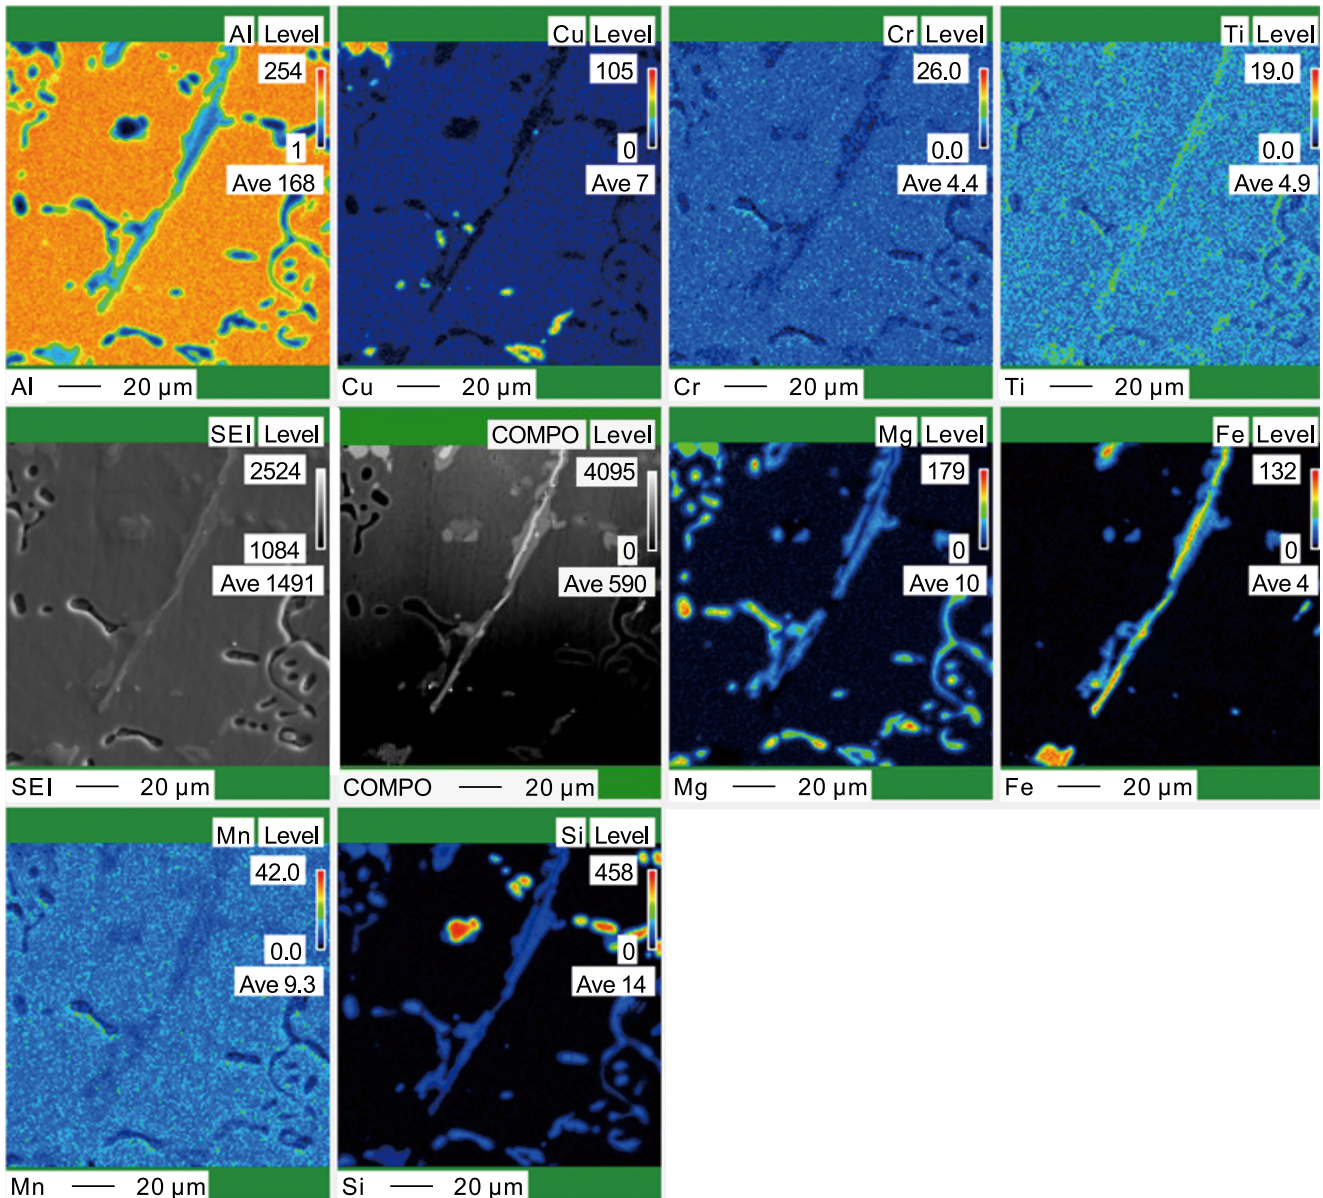 Al Level
254
1
Ave 168
Al 20 µm
Cu Level
105
0
Ave 7
Cu 20 µm
Cr Level
26.0
0.0
Ave 4.4
Cr 20 µm
Ti Level
19.0
0.0
Ave 4.9
Ti 20 µm
SEI Level
2524
1084
Ave 1491
SEI 20 µm
COMPO Level
4095
0
Ave 590
COMPO 20 µm
Mg Level
179
0
Ave 10
Mg 20 µm
Fe Level
132
0
Ave 4
Fe 20 µm
Mn Level
42.0
0.0
Ave 9.3
Mn 20 µm
Si Level
458
0
Ave 14
Si 20 µm